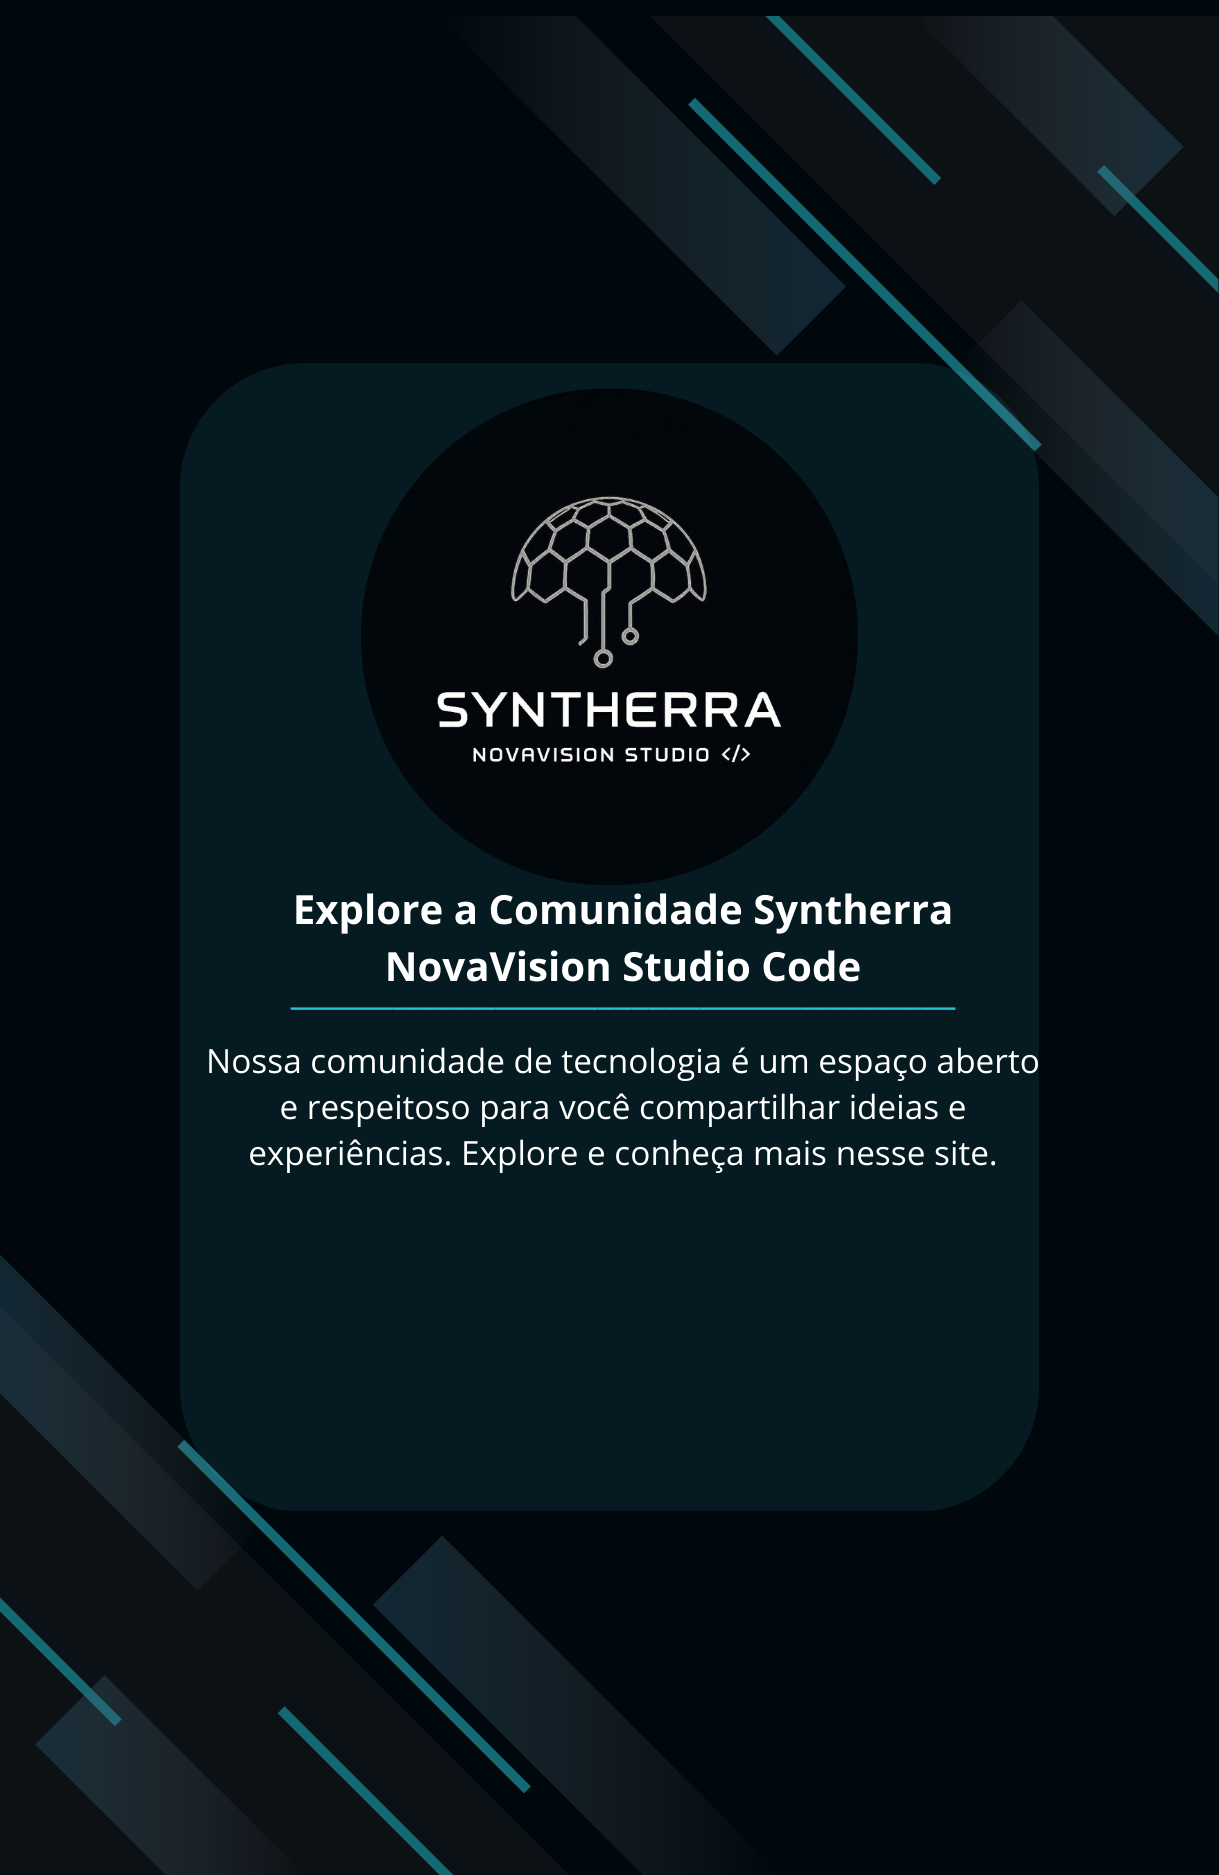 SYNTHERRA
NOVAVISION STUDIO </>
Explore a Comunidade Syntherra
NovaVision Studio Code
Nossa comunidade de tecnologia é um espaço aberto
e respeitoso para você compartilhar ideias e
experiências. Explore e conheça mais nesse site.